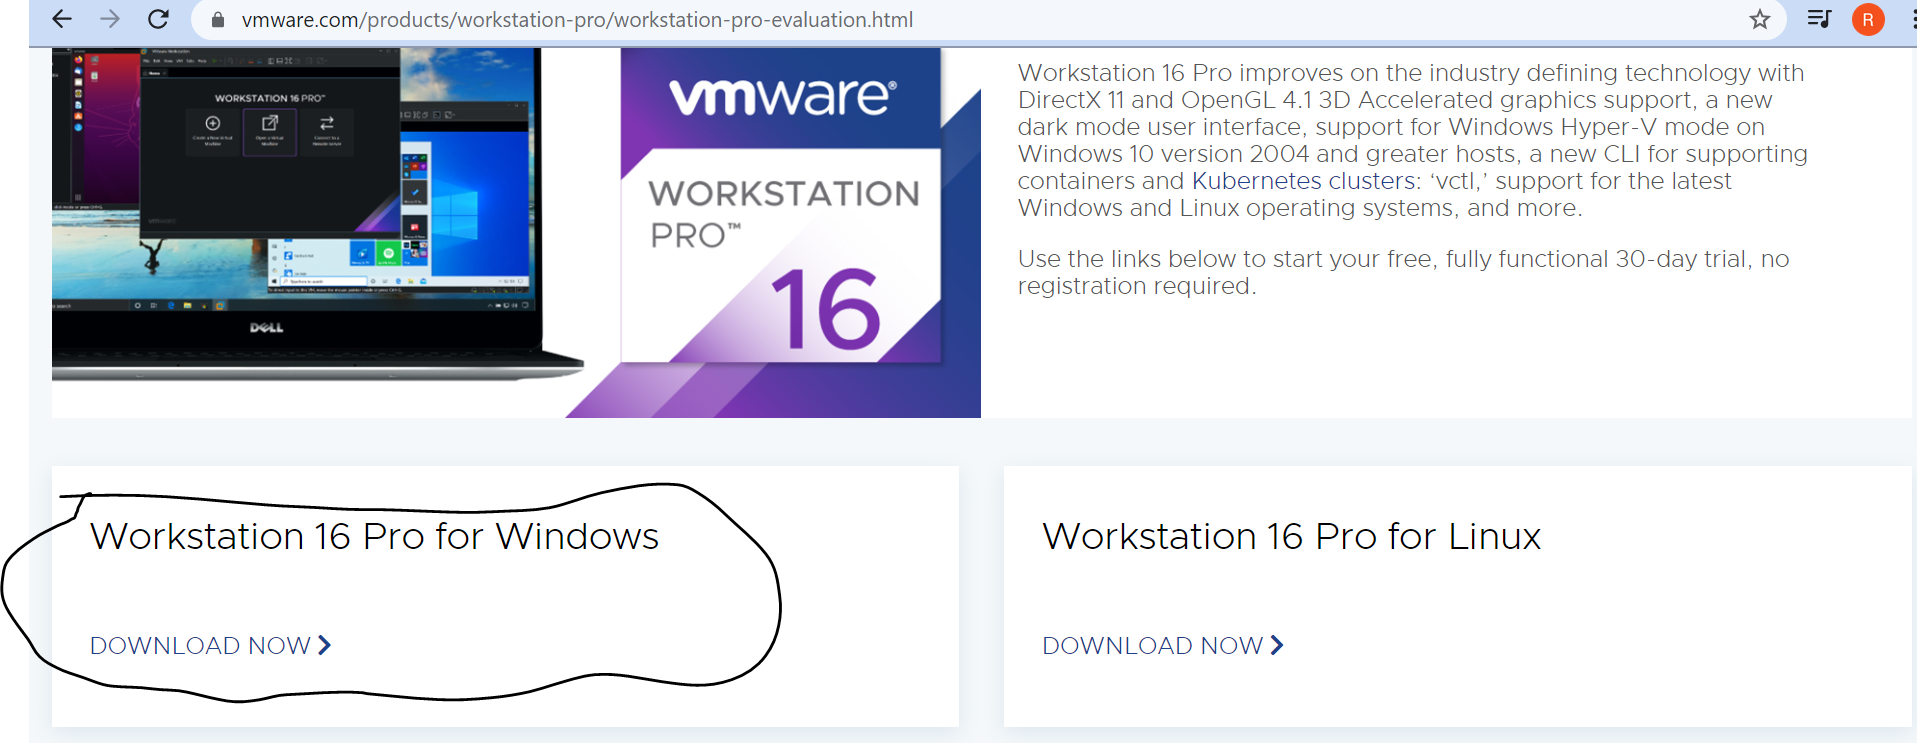 vmware.com/products/workstation-pro/workstation-pro-evaluation.html
R
WORKSTATION 16 PRO™
DELL
vmware®
WORKSTATION
PRO™
16
Workstation 16 Pro improves on the industry defining technology with
DirectX 11 and OpenGL 4.1 3D Accelerated graphics support, a new
dark mode user interface, support for Windows Hyper-V mode on
Windows 10 version 2004 and greater hosts, a new CLI for supporting
containers and Kubernetes clusters: ‘vctl,’ support for the latest
Windows and Linux operating systems, and more.
Use the links below to start your free, fully functional 30-day trial, no
registration required.
Workstation 16 Pro for Windows
DOWNLOAD NOW
Workstation 16 Pro for Linux
DOWNLOAD NOW